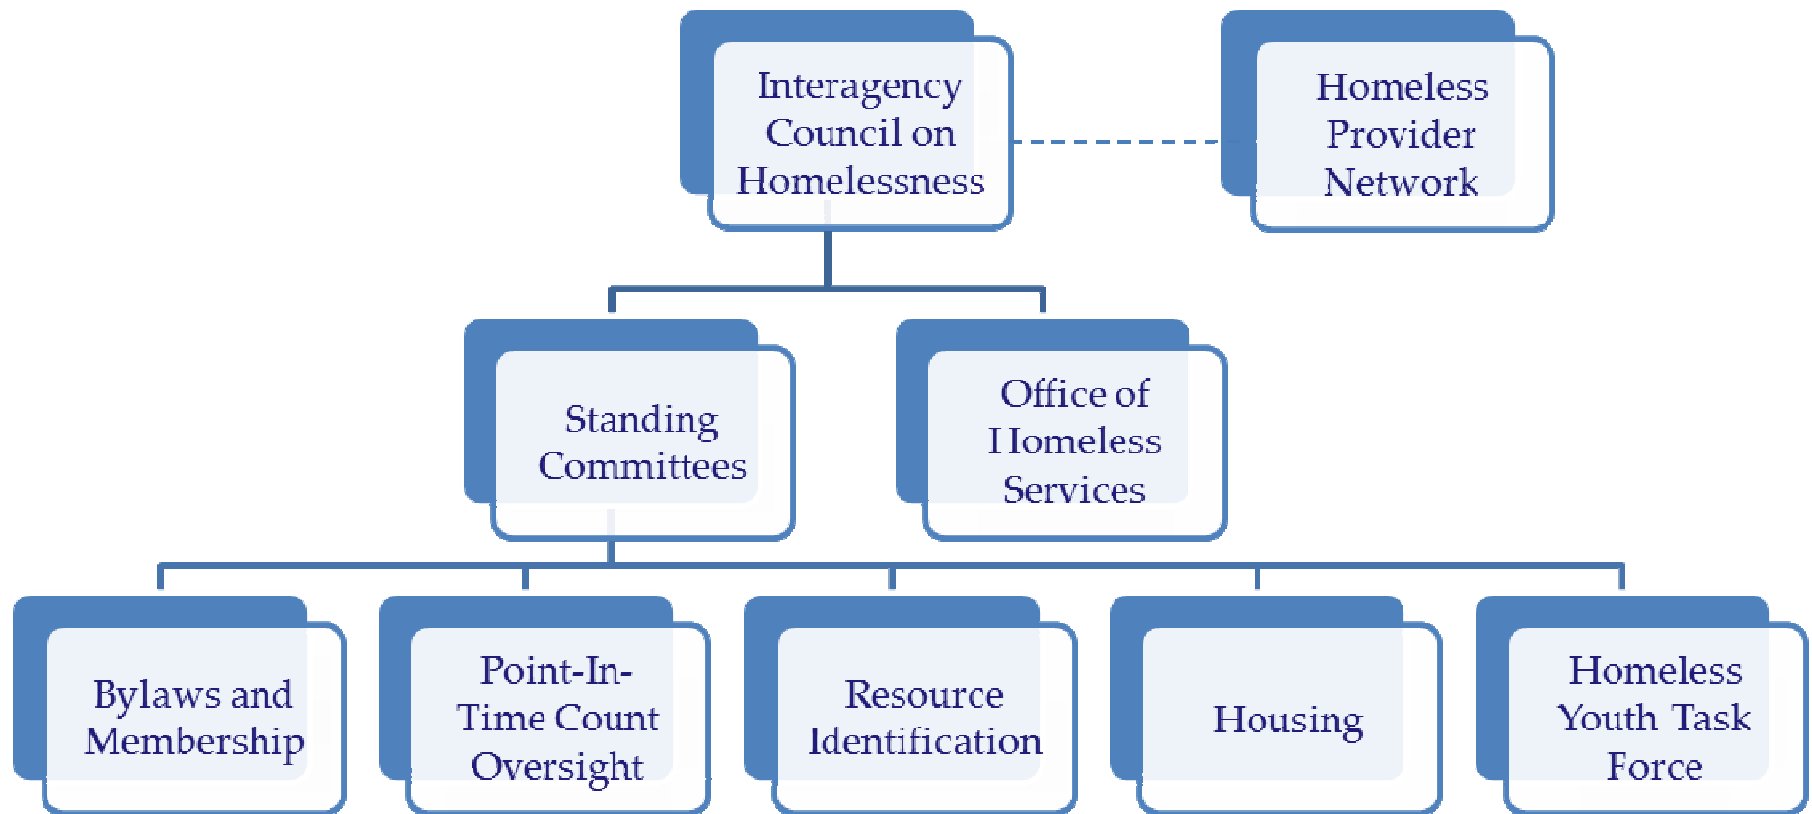 Interagency
Council on
Homelessness
Homeless
Provider
Network
Standing
Committees
Office of
Homeless
Services
Bylaws and
Membership
Point-In-
Time Count
Oversight
Resource
Identification
Housing
Homeless
Youth Task
Force